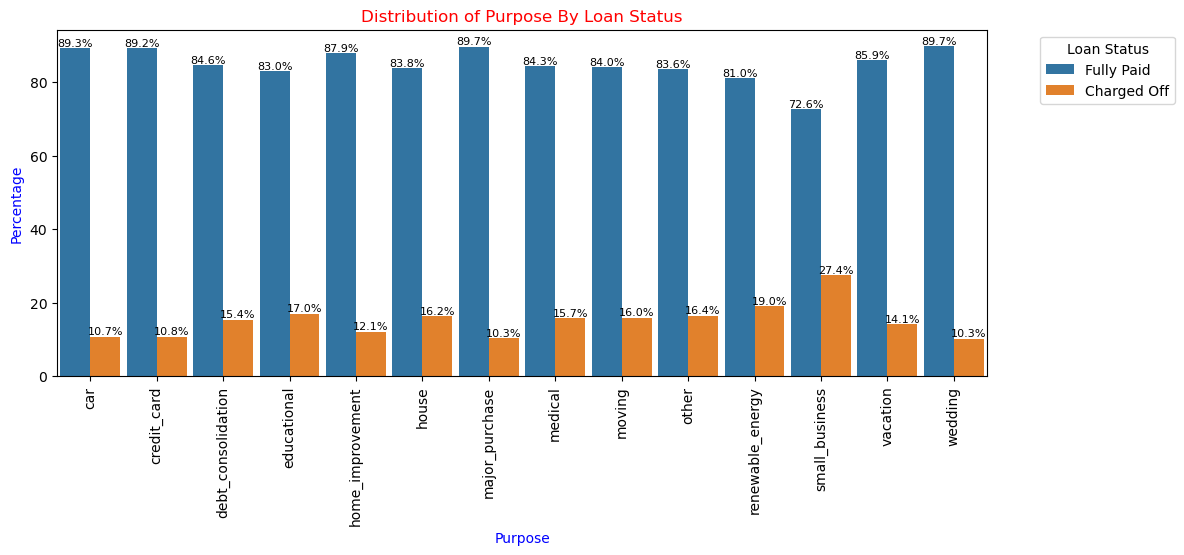 Distribution of Purpose By Loan Status
Loan Status
Fully Paid
Charged Off
Percentage
80
60
40
20
0
89.3%
10.7%
89.2%
10.8%
84.6%
15.4%
83.0%
17.0%
87.9%
12.1%
83.8%
16.2%
89.7%
10.3%
84.3%
15.7%
84.0%
16.0%
83.6%
16.4%
81.0%
19.0%
72.6%
27.4%
85.9%
14.1%
89.7%
10.3%
car
credit_card
debt_consolidation
educational
home_improvement
house
major_purchase
medical
moving
other
renewable_energy
small_business
vacation
wedding
Purpose